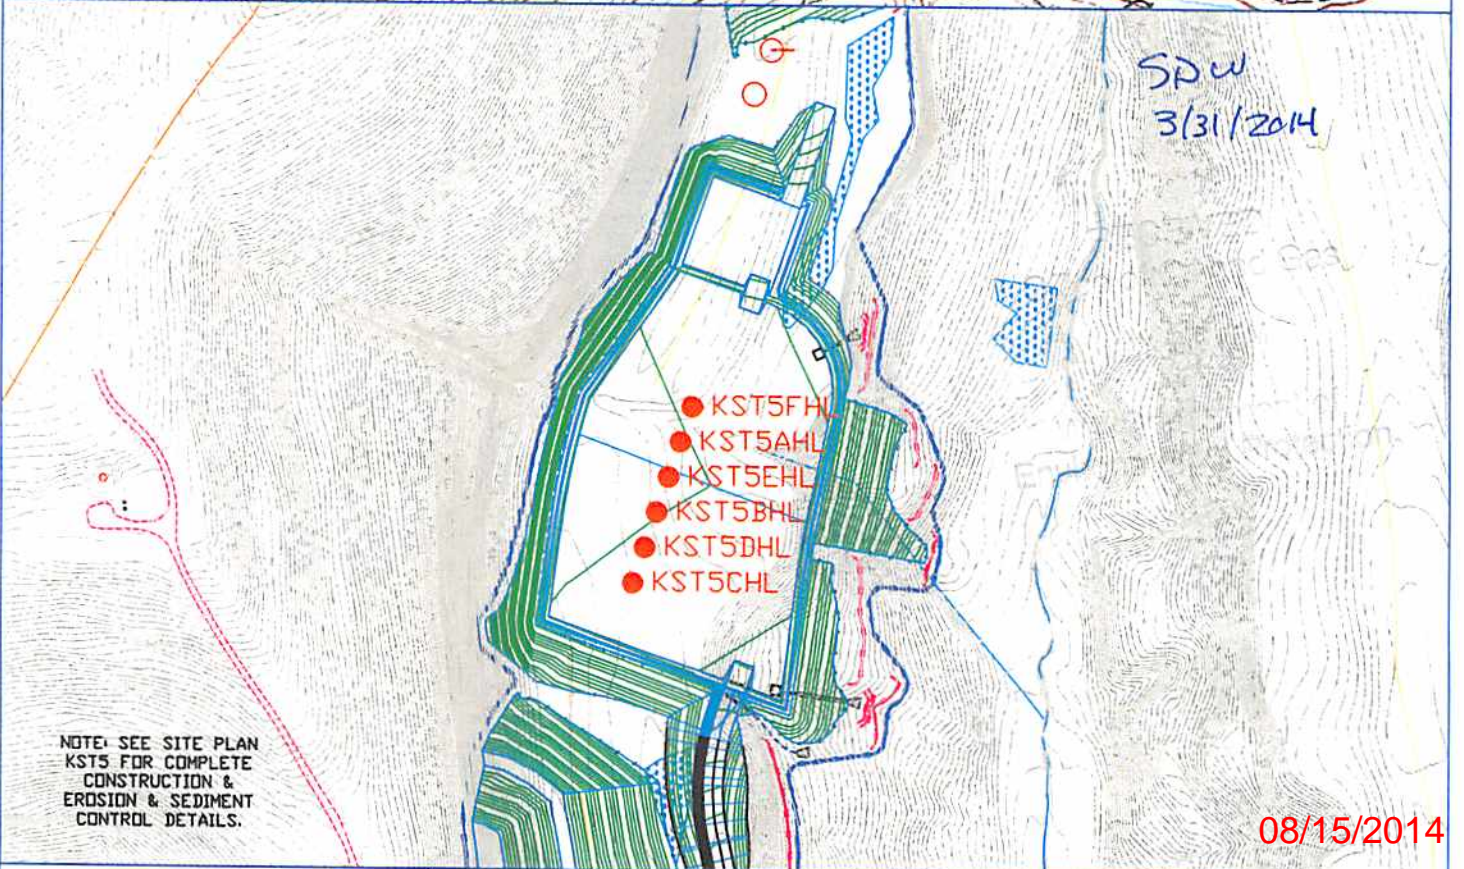 SDW
3/31/2014
KST5FHL
KST5AHL
KST5EHL
KST5BHL
KST5DHL
KST5CHL
NOTE: SEE SITE PLAN
KST5 FOR COMPLETE
CONSTRUCTION &
EROSION & SEDIMENT
CONTROL DETAILS.
08/15/2014